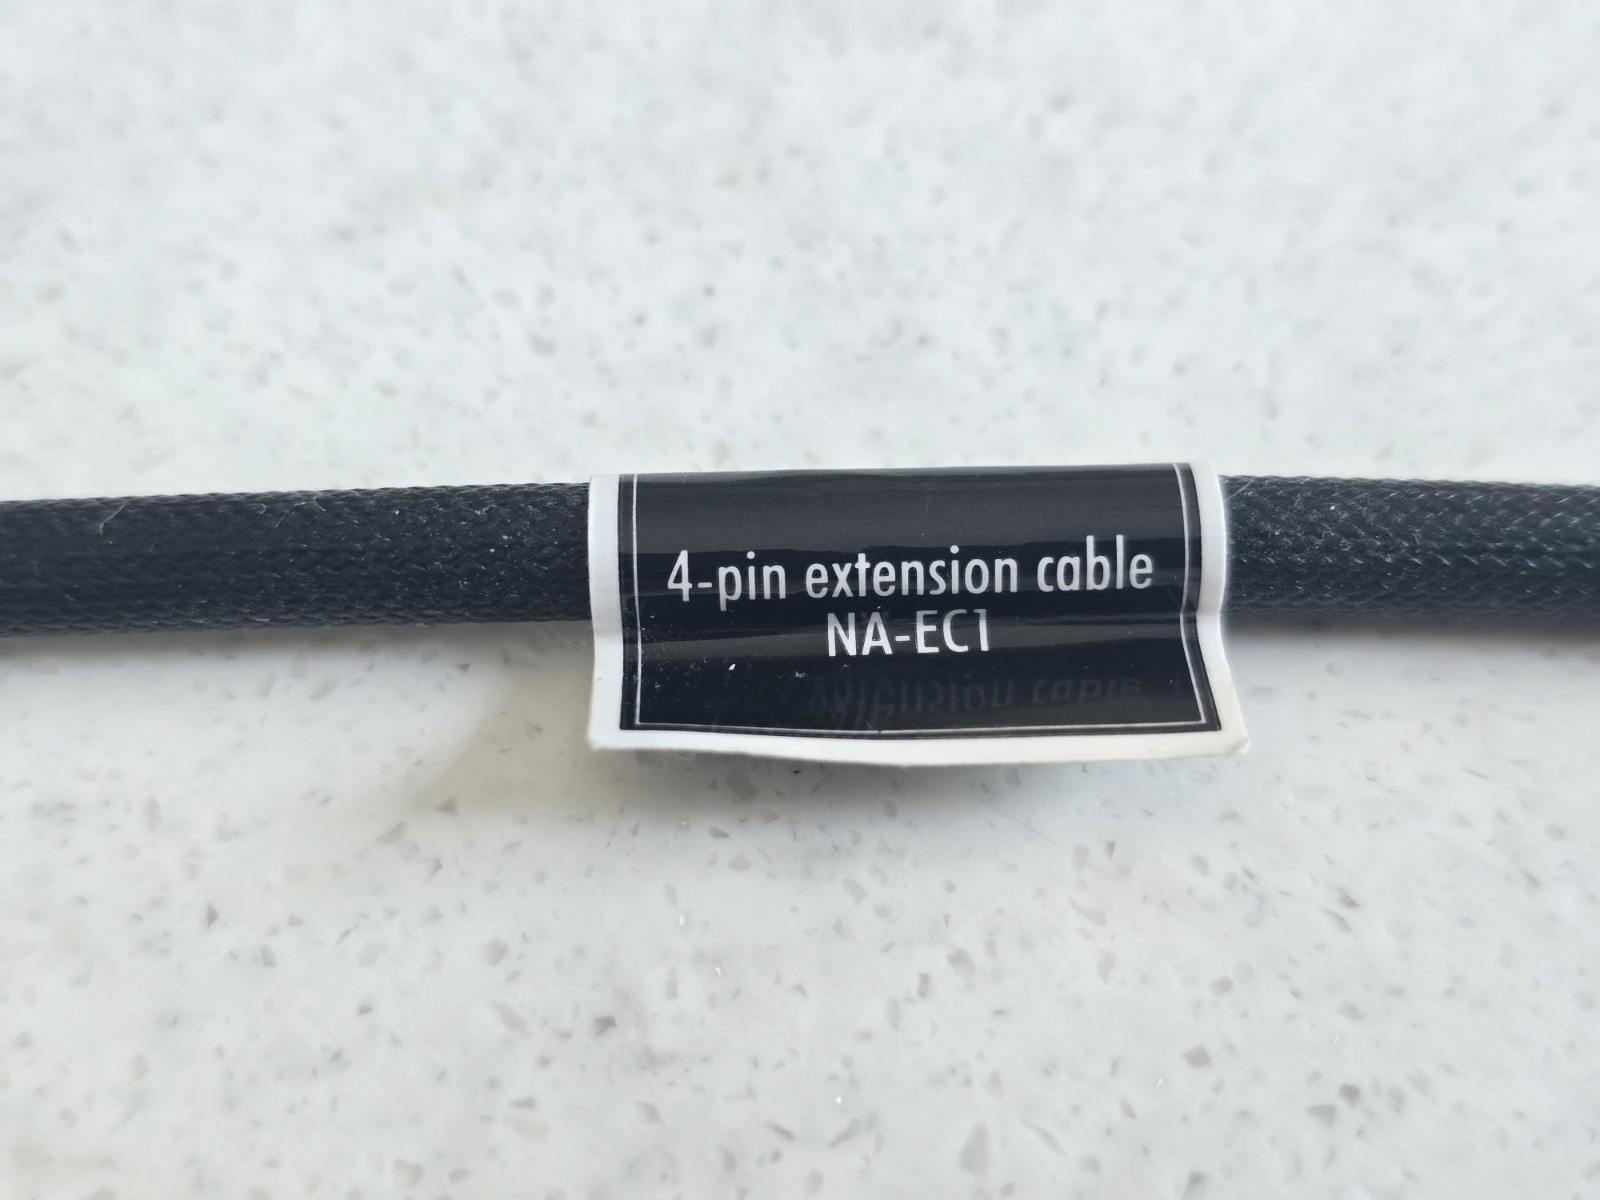 4-pin extension cable
NA-EC1